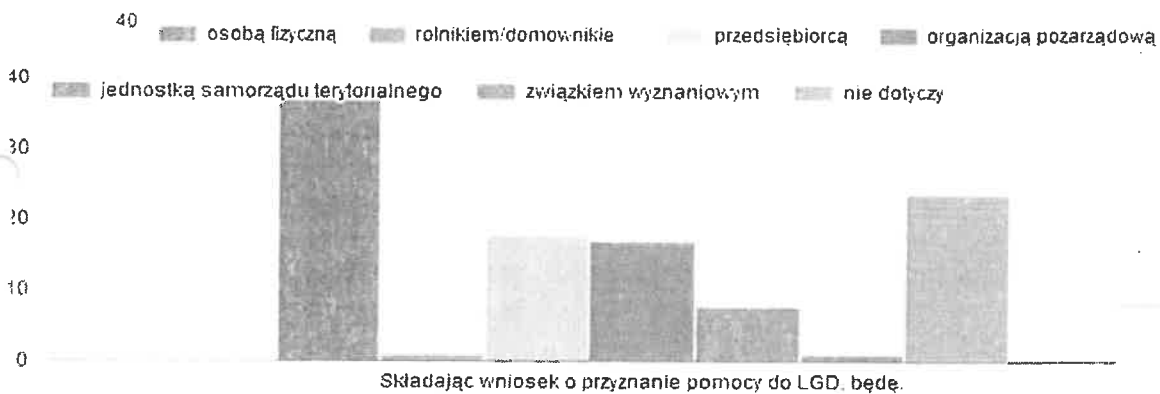 40
osobą fizyczną rolnikiem/domownikie przedsiębiorcą organizacją pozarządową
40
jednostką samorządu terytorialnego związkiem wyznaniowym nie dotyczy
30
20
10
0
Składając wniosek o przyznanie pomocy do LGD, będę.